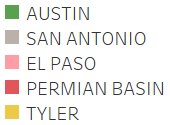 AUSTIN
SAN ANTONIO
EL PASO
PERMIAN BASIN
TYLER